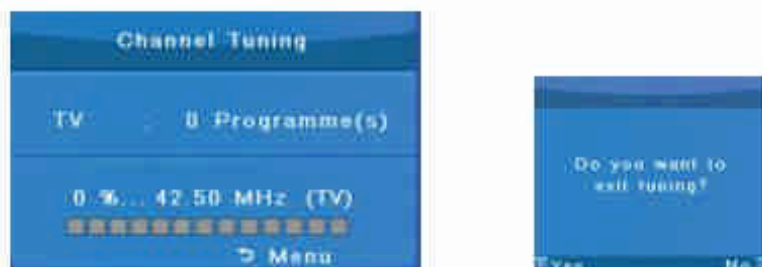 Channel Tuning
TV : 0 Programme(s)
0 %... 42.50 MHz (TV)
Menu
Do you want to
exit tuning?
Yes No